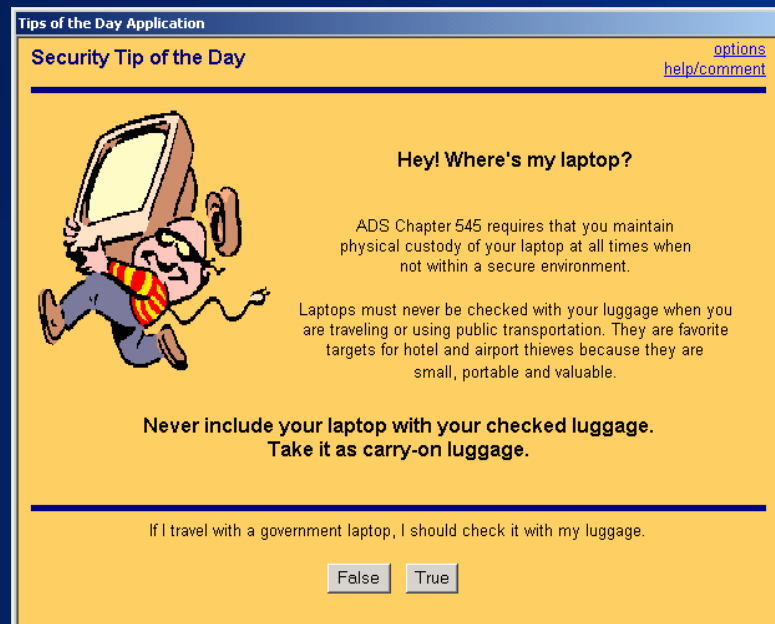 Tips of the Day Application
Security Tip of the Day
options
help/comment
Hey! Where's my laptop?
ADS Chapter 545 requires that you maintain
physical custody of your laptop at all times when
not within a secure environment.
Laptops must never be checked with your luggage when you
are traveling or using public transportation. They are favorite
targets for hotel and airport thieves because they are
small, portable and valuable.
Never include your laptop with your checked luggage.
Take it as carry-on luggage.
If I travel with a government laptop, I should check it with my luggage.
False True